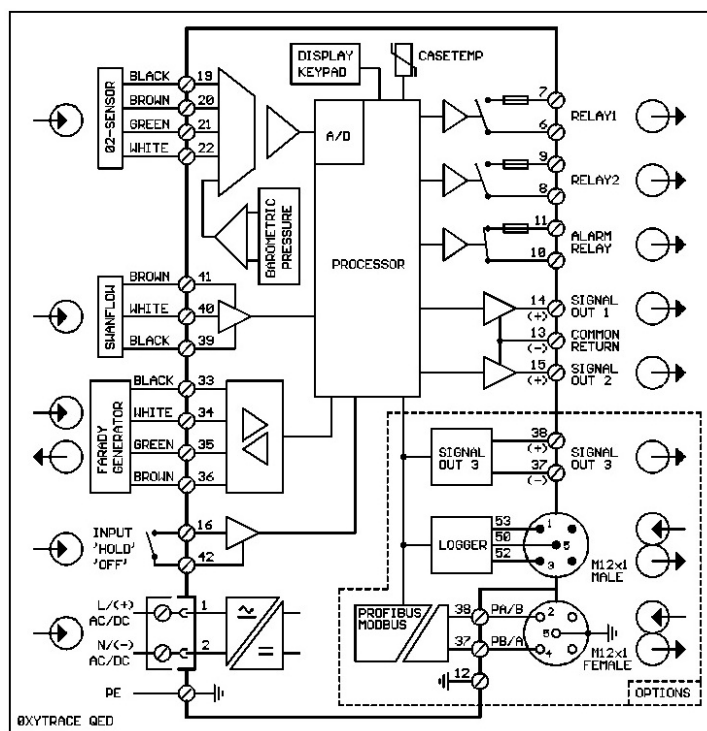 DISPLAY
KEYPAD
CASETEMP
02-SENSOR
BLACK 19
BROWN 20
GREEN 21
WHITE 22
A/D
BAROMETRIC
PRESSURE
PROCESSOR
7
6
RELAY1
9
8
RELAY2
11
10
ALARM
RELAY
SWANFLOW
BROWN 41
WHITE 40
BLACK 39
14
(+)
SIGNAL
OUT 1
13
(-)
COMMON
RETURN
15
(+)
SIGNAL
OUT 2
FARADY
GENERATOR
BLACK 33
WHITE 34
GREEN 35
BROWN 36
SIGNAL
OUT 3
38
(+)
37
(-)
SIGNAL
OUT 3
INPUT
'HOLD'
'OFF'
16
42
LOGGER
53
50
52
1
5
3
M12x1
MALE
L/(+)
AC/DC
1
N/(-)
AC/DC
2
PROFIBUS
MODBUS
38 PA/B
37 PB/A
2
5
4
M12x1
FEMALE
12
PE
OPTIONS
OXYTRACE QED